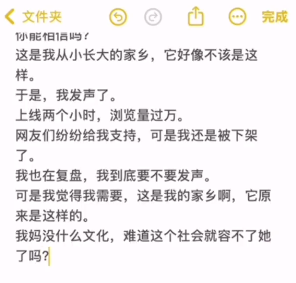 文件夹
完成
你能相信吗?
这是我从小长大的家乡，它好像不该是这
样。
于是，我发声了。
上线两个小时，浏览量过万。
网友们纷纷给我支持，可是我还是被下架
了。
我也在复盘，我到底要不要发声。
可是我觉得我需要，这是我的家乡啊，它原
来是这样的。
我妈没什么文化，难道这个社会就容不了她
了吗?